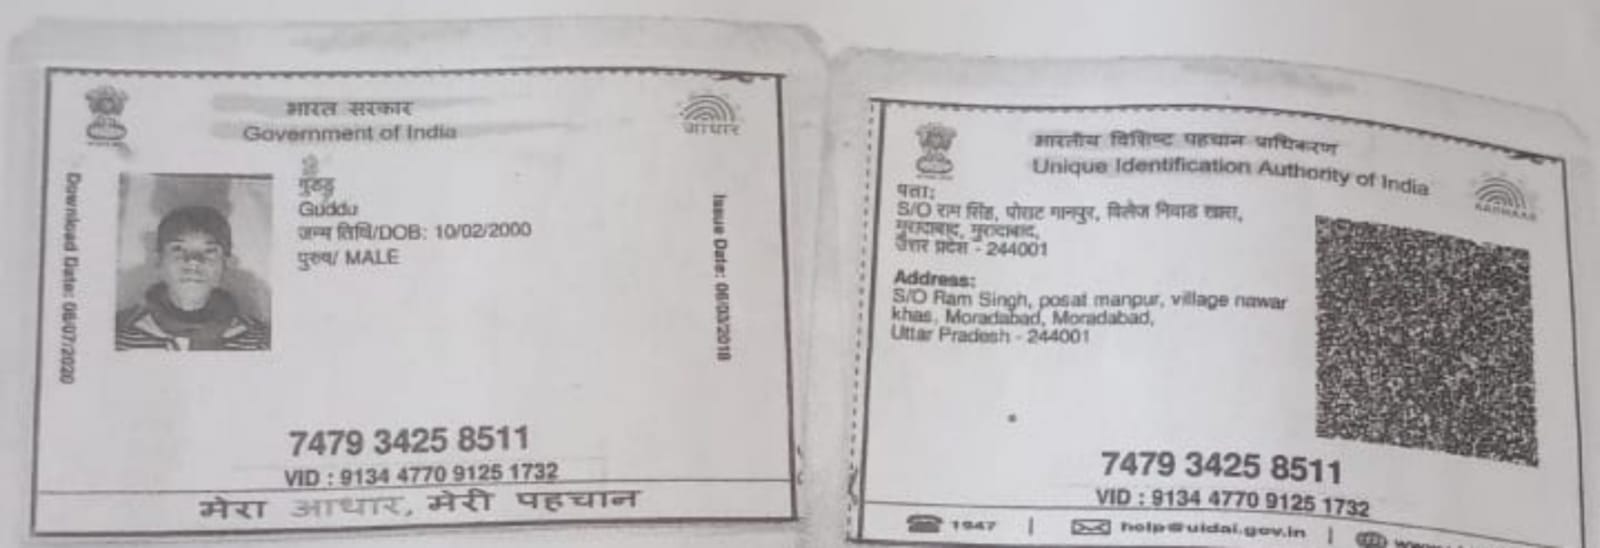 भारत सरकार
Government of India
आधार
Download Date: 06/07/2020
Issue Date: 06/03/2018
गुड्डू
Guddu
जन्म तिथि/DOB: 10/02/2000
पुरुष/ MALE
7479 3425 8511
VID : 9134 4770 9125 1732
मेरा आधार, मेरी पहचान
भारतीय विशिष्ट पहचान प्राधिकरण
Unique Identification Authority of India
AADHAAR
पता:
S/O राम सिंह, पोसट मानपुर, विलेज निवाड खास,
मुरादाबाद, मुरादाबाद,
उत्तर प्रदेश - 244001
Address:
S/O Ram Singh, posat manpur, village nawar
khas, Moradabad, Moradabad,
Uttar Pradesh - 244001
7479 3425 8511
VID : 9134 4770 9125 1732
1947 | help@uidai.gov.in |